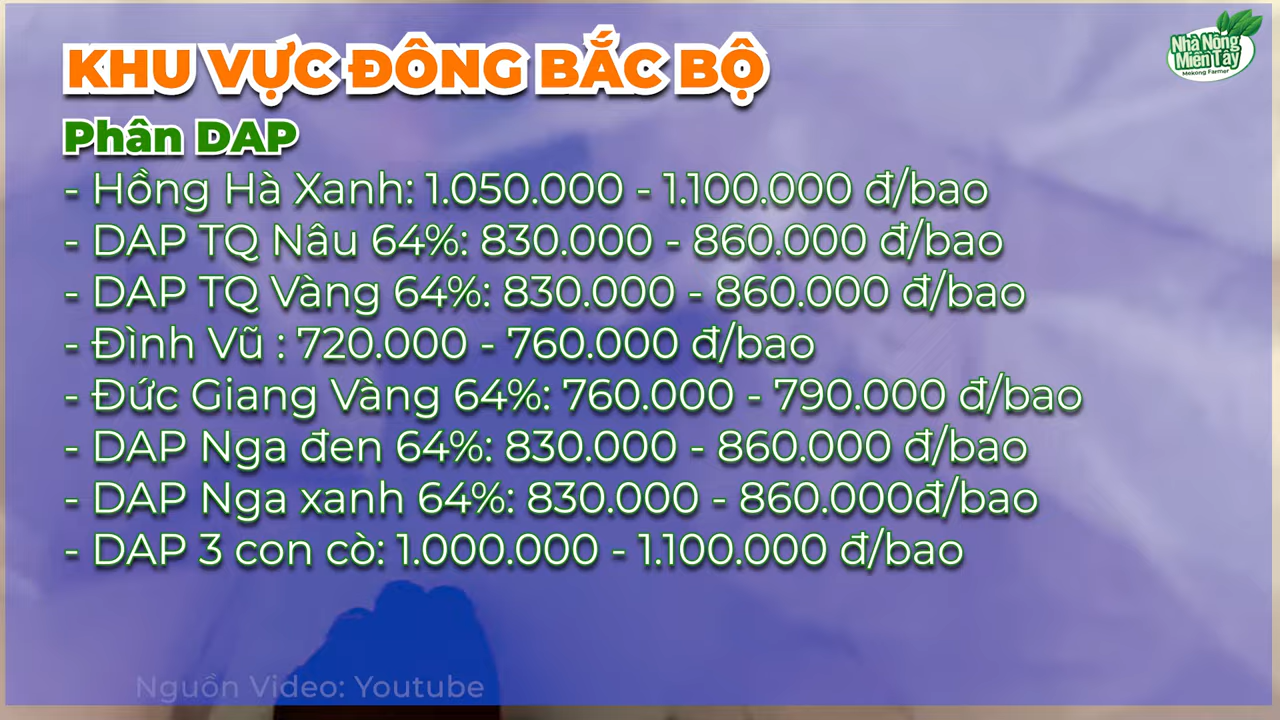 KHU VỰC ĐÔNG BẮC BỘ
Nhà Nông
Miền Tây
Mekong Farmer
Phân DAP
- Hồng Hà Xanh: 1.050.000 - 1.100.000 đ/bao
- DAP TQ Nâu 64%: 830.000 - 860.000 đ/bao
- DAP TQ Vàng 64%: 830.000 - 860.000 đ/bao
- Đình Vũ : 720.000 - 760.000 đ/bao
- Đức Giang Vàng 64%: 760.000 - 790.000 đ/bao
- DAP Nga đen 64%: 830.000 - 860.000 đ/bao
- DAP Nga xanh 64%: 830.000 - 860.000đ/bao
- DAP 3 con cò: 1.000.000 - 1.100.000 đ/bao
Nguồn Video: Youtube